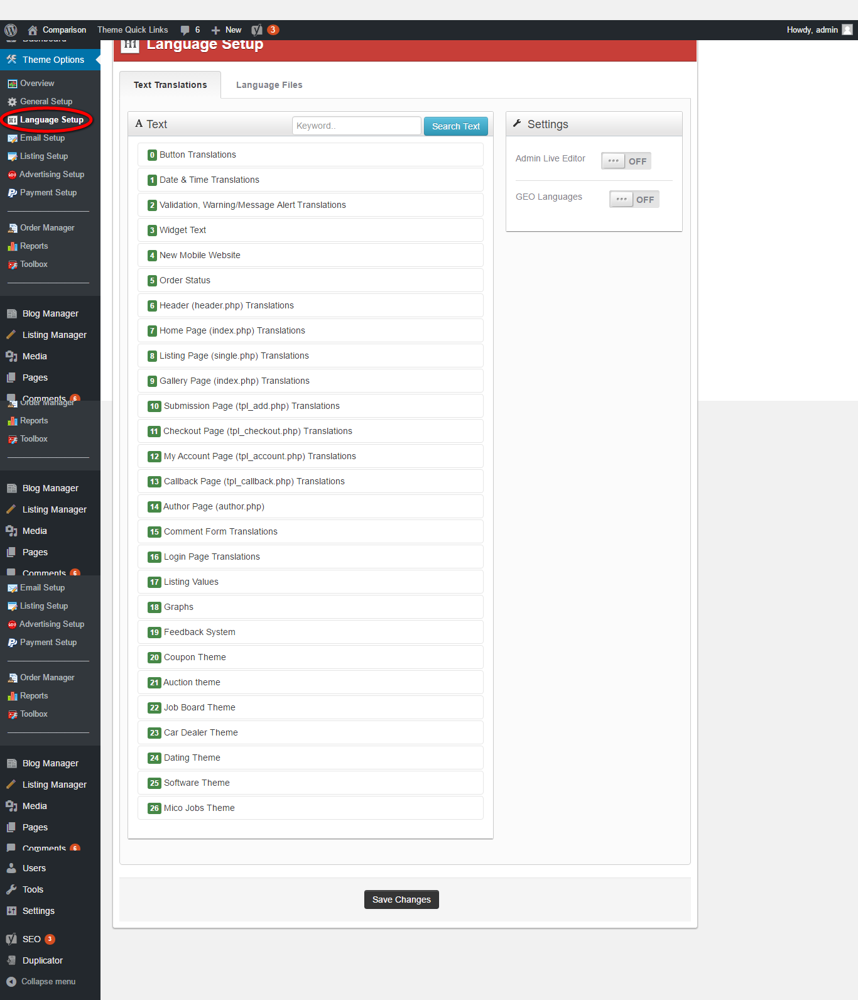 Comparison Theme Quick Links 6 New 3 Howdy, admin
Dashboard
Theme Options
Overview
General Setup
Language Setup
Email Setup
Listing Setup
Advertising Setup
Payment Setup
Order Manager
Reports
Toolbox
Blog Manager
Listing Manager
Media
Pages
Comments 6
Order Manager
Reports
Toolbox
Blog Manager
Listing Manager
Media
Pages
Comments 6
Email Setup
Listing Setup
Advertising Setup
Payment Setup
Order Manager
Reports
Toolbox
Blog Manager
Listing Manager
Media
Pages
Comments 6
Users
Tools
Settings
SEO 3
Duplicator
Collapse menu
Language Setup
Text Translations Language Files
A Text Keyword.. Search Text
0 Button Translations
1 Date & Time Translations
2 Validation, Warning/Message Alert Translations
3 Widget Text
4 New Mobile Website
5 Order Status
6 Header (header.php) Translations
7 Home Page (index.php) Translations
8 Listing Page (single.php) Translations
9 Gallery Page (index.php) Translations
10 Submission Page (tpl_add.php) Translations
11 Checkout Page (tpl_checkout.php) Translations
12 My Account Page (tpl_account.php) Translations
13 Callback Page (tpl_callback.php) Translations
14 Author Page (author.php)
15 Comment Form Translations
16 Login Page Translations
17 Listing Values
18 Graphs
19 Feedback System
20 Coupon Theme
21 Auction theme
22 Job Board Theme
23 Car Dealer Theme
24 Dating Theme
25 Software Theme
26 Mico Jobs Theme
Settings
Admin Live Editor OFF
GEO Languages OFF
Save Changes